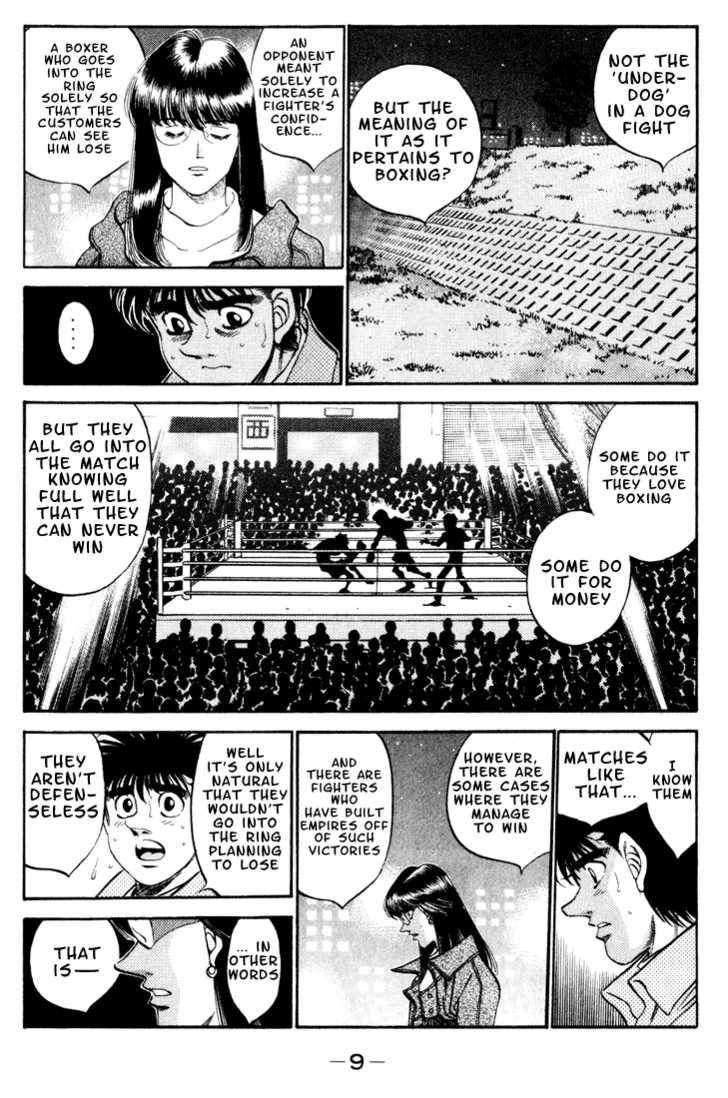 NOT THE
'UNDER-
DOG'
IN A DOG
FIGHT
BUT THE
MEANING OF
IT AS IT
PERTAINS TO
BOXING?
AN
OPPONENT
MEANT
SOLELY TO
INCREASE A
FIGHTER'S
CONFID-
ENCE...
A BOXER
WHO GOES
INTO THE
RING
SOLELY SO
THAT THE
CUSTOMERS
CAN SEE
HIM LOSE
...
SOME DO IT
BECAUSE
THEY LOVE
BOXING
SOME DO
IT FOR
MONEY
西
BUT THEY
ALL GO INTO
THE MATCH
KNOWING
FULL WELL
THAT THEY
CAN NEVER
WIN
I
KNOW
THEM
MATCHES
LIKE
THAT...
HOWEVER,
THERE ARE
SOME CASES
WHERE THEY
MANAGE
TO WIN
AND
THERE ARE
FIGHTERS
WHO
HAVE BUILT
EMPIRES OFF
OF SUCH
VICTORIES
WELL
IT'S ONLY
NATURAL
THAT THEY
WOULDN'T
GO INTO
THE RING
PLANNING
TO LOSE
THEY
AREN'T
DEFEN-
SELESS
... IN
OTHER
WORDS
THAT
IS—
—9—